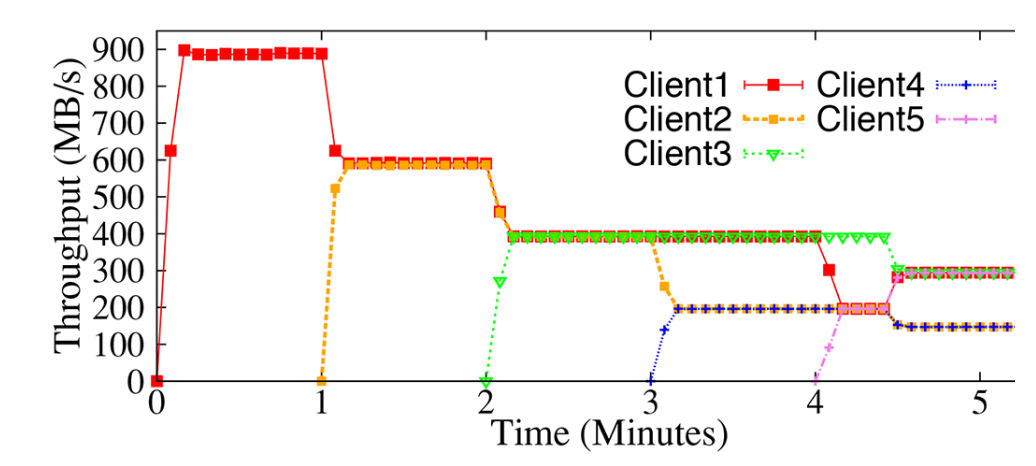 900
800
700
600
500
400
300
200
100
0
Throughput (MB/s)
Client1 Client4
Client2 Client5
Client3
0 1 2 3 4 5
Time (Minutes)